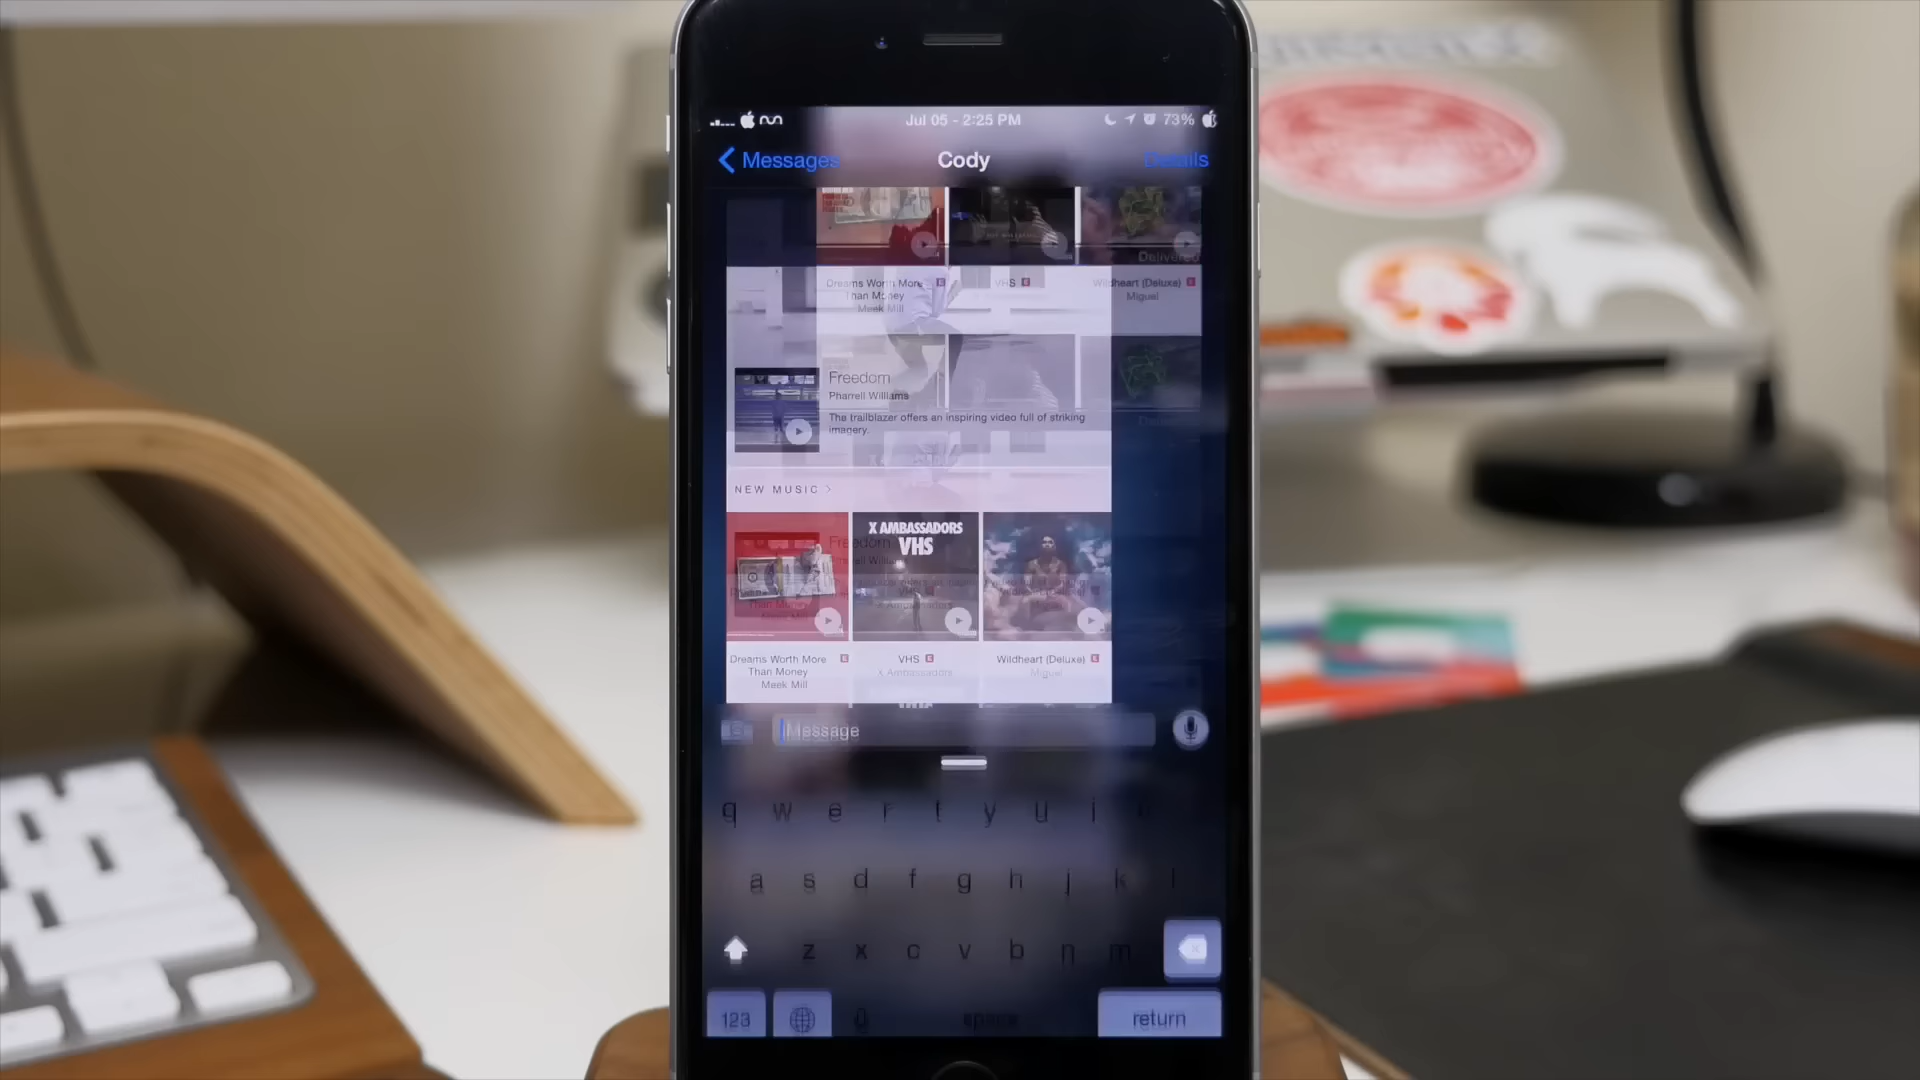 Jul 05 - 2:25 PM
73%
Messages
Cody
Details
Delivered
Dreams Worth More
Than Money
Meek Mill
VHS
Wildheart (Deluxe)
Miguel
Freedom
Pharrell Williams
The trailblazer offers an inspiring video full of striking
imagery.
NEW MUSIC >
X AMBASSADORS
VHS
Freedom
Dreams Worth More
Than Money
Meek Mill
VHS
X Ambassadors
Wildheart (Deluxe)
Miguel
Message
q w e r t y u i
a s d f g h j k l
z x c v b n m
123
space
return